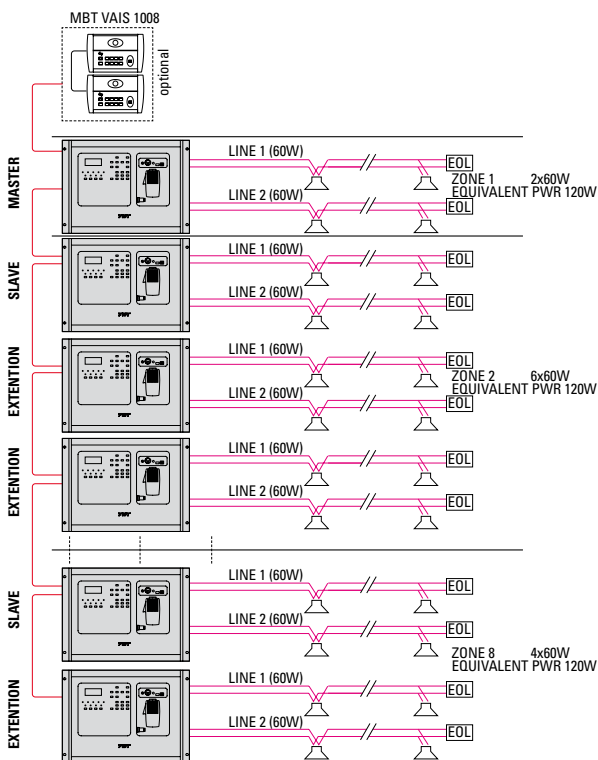 MBT VAIS 1008
optional
MASTER
LINE 1 (60W)
EOL
ZONE 1 2x60W
EQUIVALENT PWR 120W
LINE 2 (60W)
EOL
SLAVE
LINE 1 (60W)
EOL
LINE 2 (60W)
EOL
EXTENTION
LINE 1 (60W)
EOL
ZONE 2 6x60W
EQUIVALENT PWR 120W
LINE 2 (60W)
EOL
EXTENTION
LINE 1 (60W)
EOL
LINE 2 (60W)
EOL
SLAVE
LINE 1 (60W)
EOL
LINE 2 (60W)
EOL
ZONE 8 4x60W
EQUIVALENT PWR 120W
EXTENTION
LINE 1 (60W)
EOL
LINE 2 (60W)
EOL